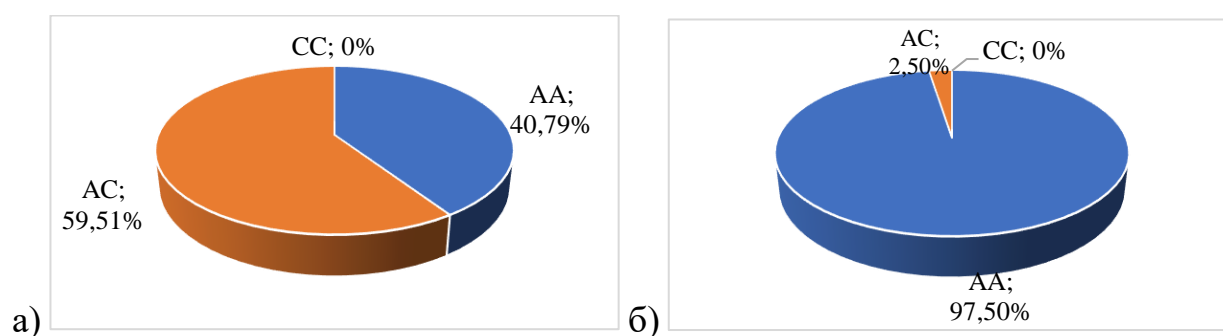 CC; 0%
AA;
40,79%
AC;
59,51%
а)
AC;
2,50%
CC; 0%
AA;
97,50%
б)